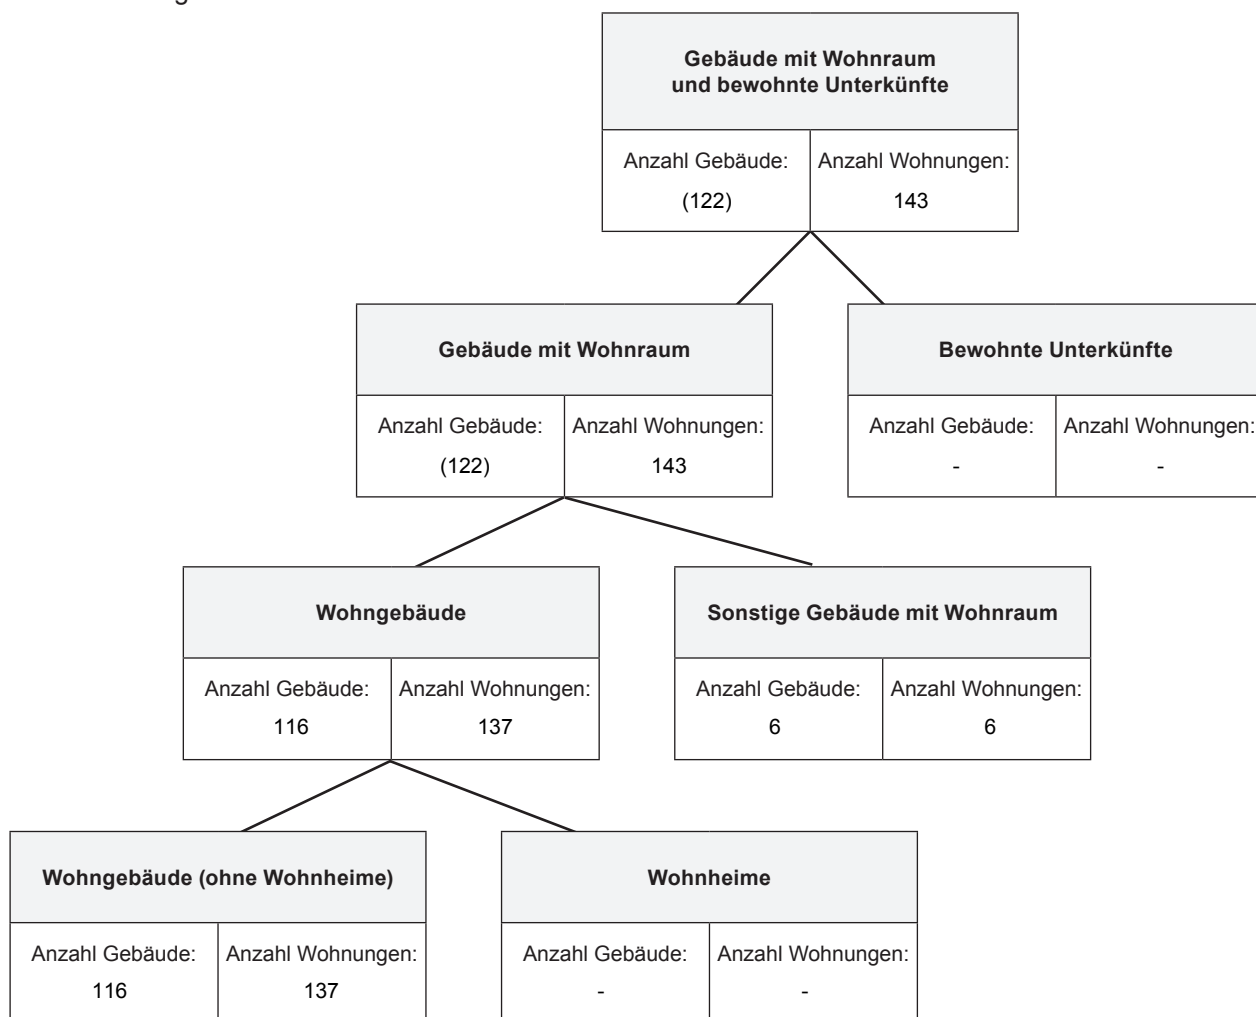 Gebäude mit Wohnraum
und bewohnte Unterkünfte
Anzahl Gebäude:
(122)
Anzahl Wohnungen:
143
Gebäude mit Wohnraum
Anzahl Gebäude:
(122)
Anzahl Wohnungen:
143
Bewohnte Unterkünfte
Anzahl Gebäude:
-
Anzahl Wohnungen:
-
Wohngebäude
Anzahl Gebäude:
116
Anzahl Wohnungen:
137
Sonstige Gebäude mit Wohnraum
Anzahl Gebäude:
6
Anzahl Wohnungen:
6
Wohngebäude (ohne Wohnheime)
Anzahl Gebäude:
116
Anzahl Wohnungen:
137
Wohnheime
Anzahl Gebäude:
-
Anzahl Wohnungen:
-